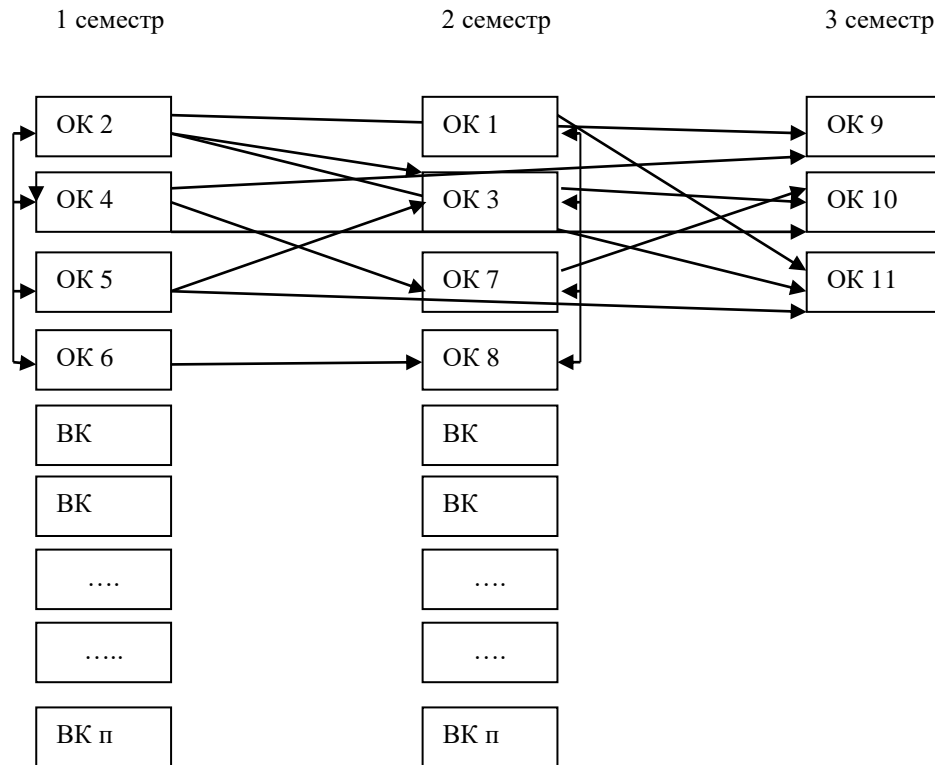 1 семестр 2 семестр 3 семестр
ОК 2 ОК 1 ОК 9
ОК 4 ОК 3 ОК 10
ОК 5 ОК 7 ОК 11
ОК 6 ОК 8
ВК ВК
ВК ВК
…. ….
….. ….
ВК п ВК п